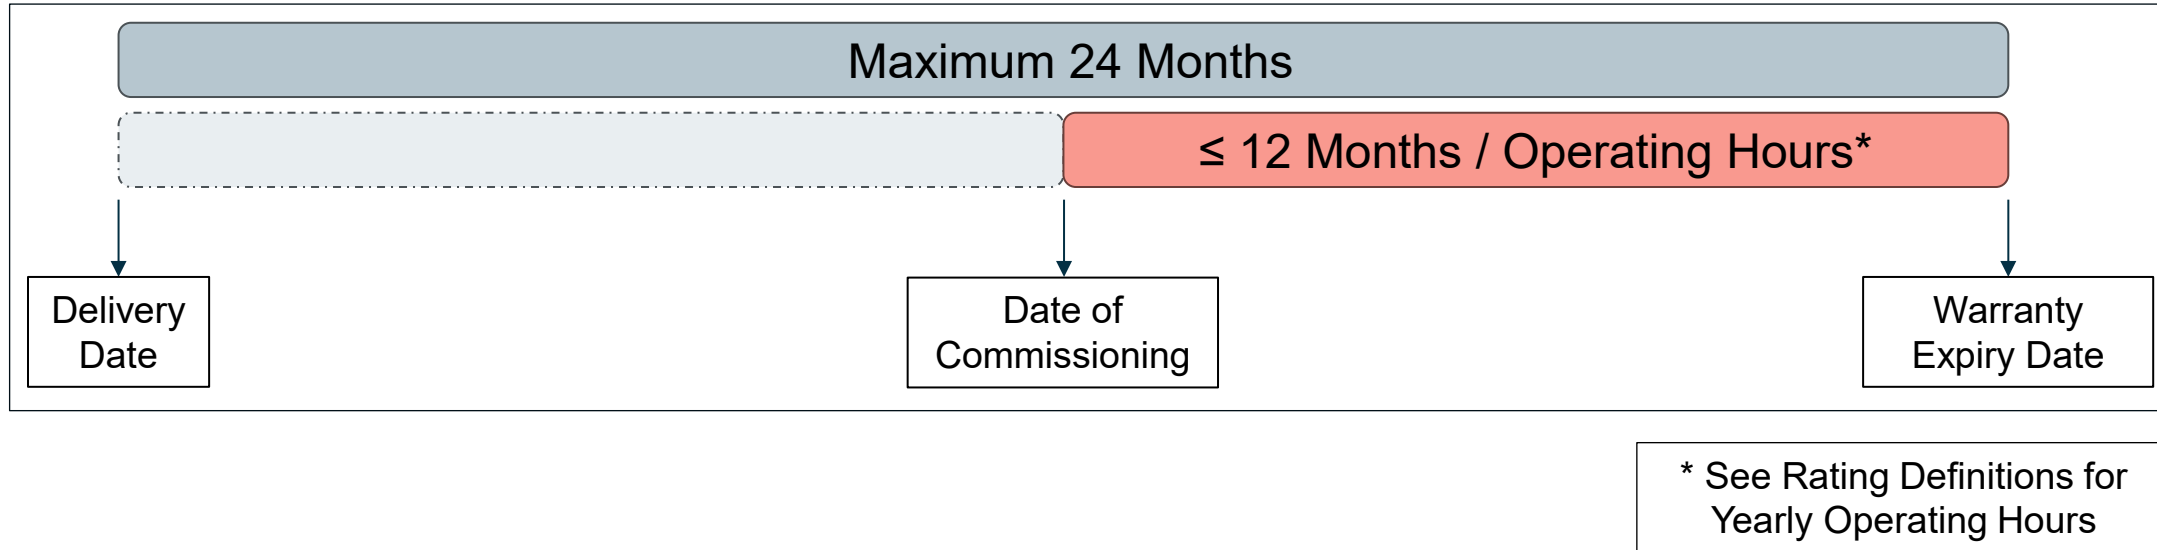 Maximum 24 Months
≤ 12 Months / Operating Hours*
Delivery
Date
Date of
Commissioning
Warranty
Expiry Date
* See Rating Definitions for
Yearly Operating Hours